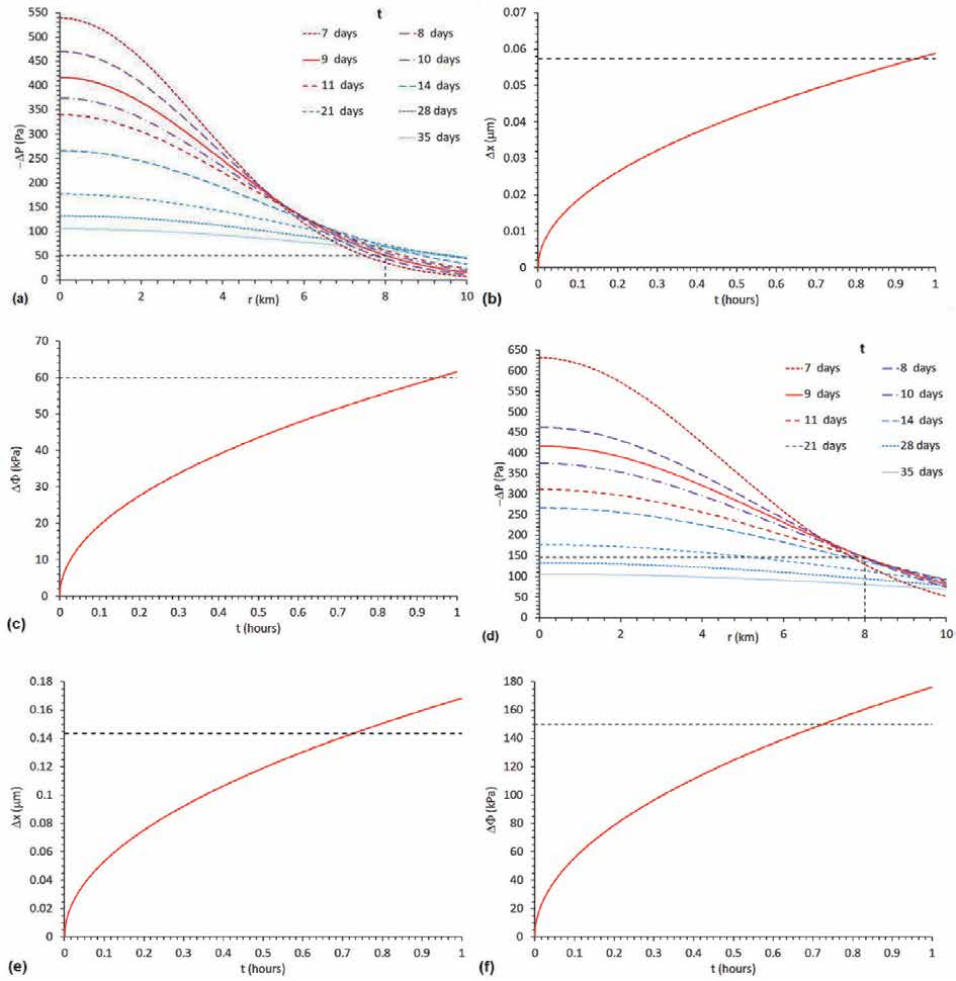 550
500
450
400
350
300
250
200
150
100
50
0
−ΔP (Pa)
t
7 days
-8 days
9 days
10 days
11 days
14 days
21 days
28 days
35 days
0 2 4 6 8 10
r (km)
(a)
0.07
0.06
0.05
0.04
0.03
0.02
0.01
0
Δx (μm)
0 0.1 0.2 0.3 0.4 0.5 0.6 0.7 0.8 0.9 1
t (hours)
(b)
70
60
50
40
30
20
10
0
ΔΦ (kPa)
0 0.1 0.2 0.3 0.4 0.5 0.6 0.7 0.8 0.9 1
t (hours)
(c)
650
600
550
500
450
400
350
300
250
200
150
100
50
0
−ΔP (Pa)
t
7 days
-8 days
9 days
10 days
11 days
14 days
21 days
28 days
35 days
0 2 4 6 8 10
r (km)
(d)
0.18
0.16
0.14
0.12
0.1
0.08
0.06
0.04
0.02
0
Δx (μm)
0 0.1 0.2 0.3 0.4 0.5 0.6 0.7 0.8 0.9 1
t (hours)
(e)
180
160
140
120
100
80
60
40
20
0
ΔΦ (kPa)
0 0.1 0.2 0.3 0.4 0.5 0.6 0.7 0.8 0.9 1
t (hours)
(f)